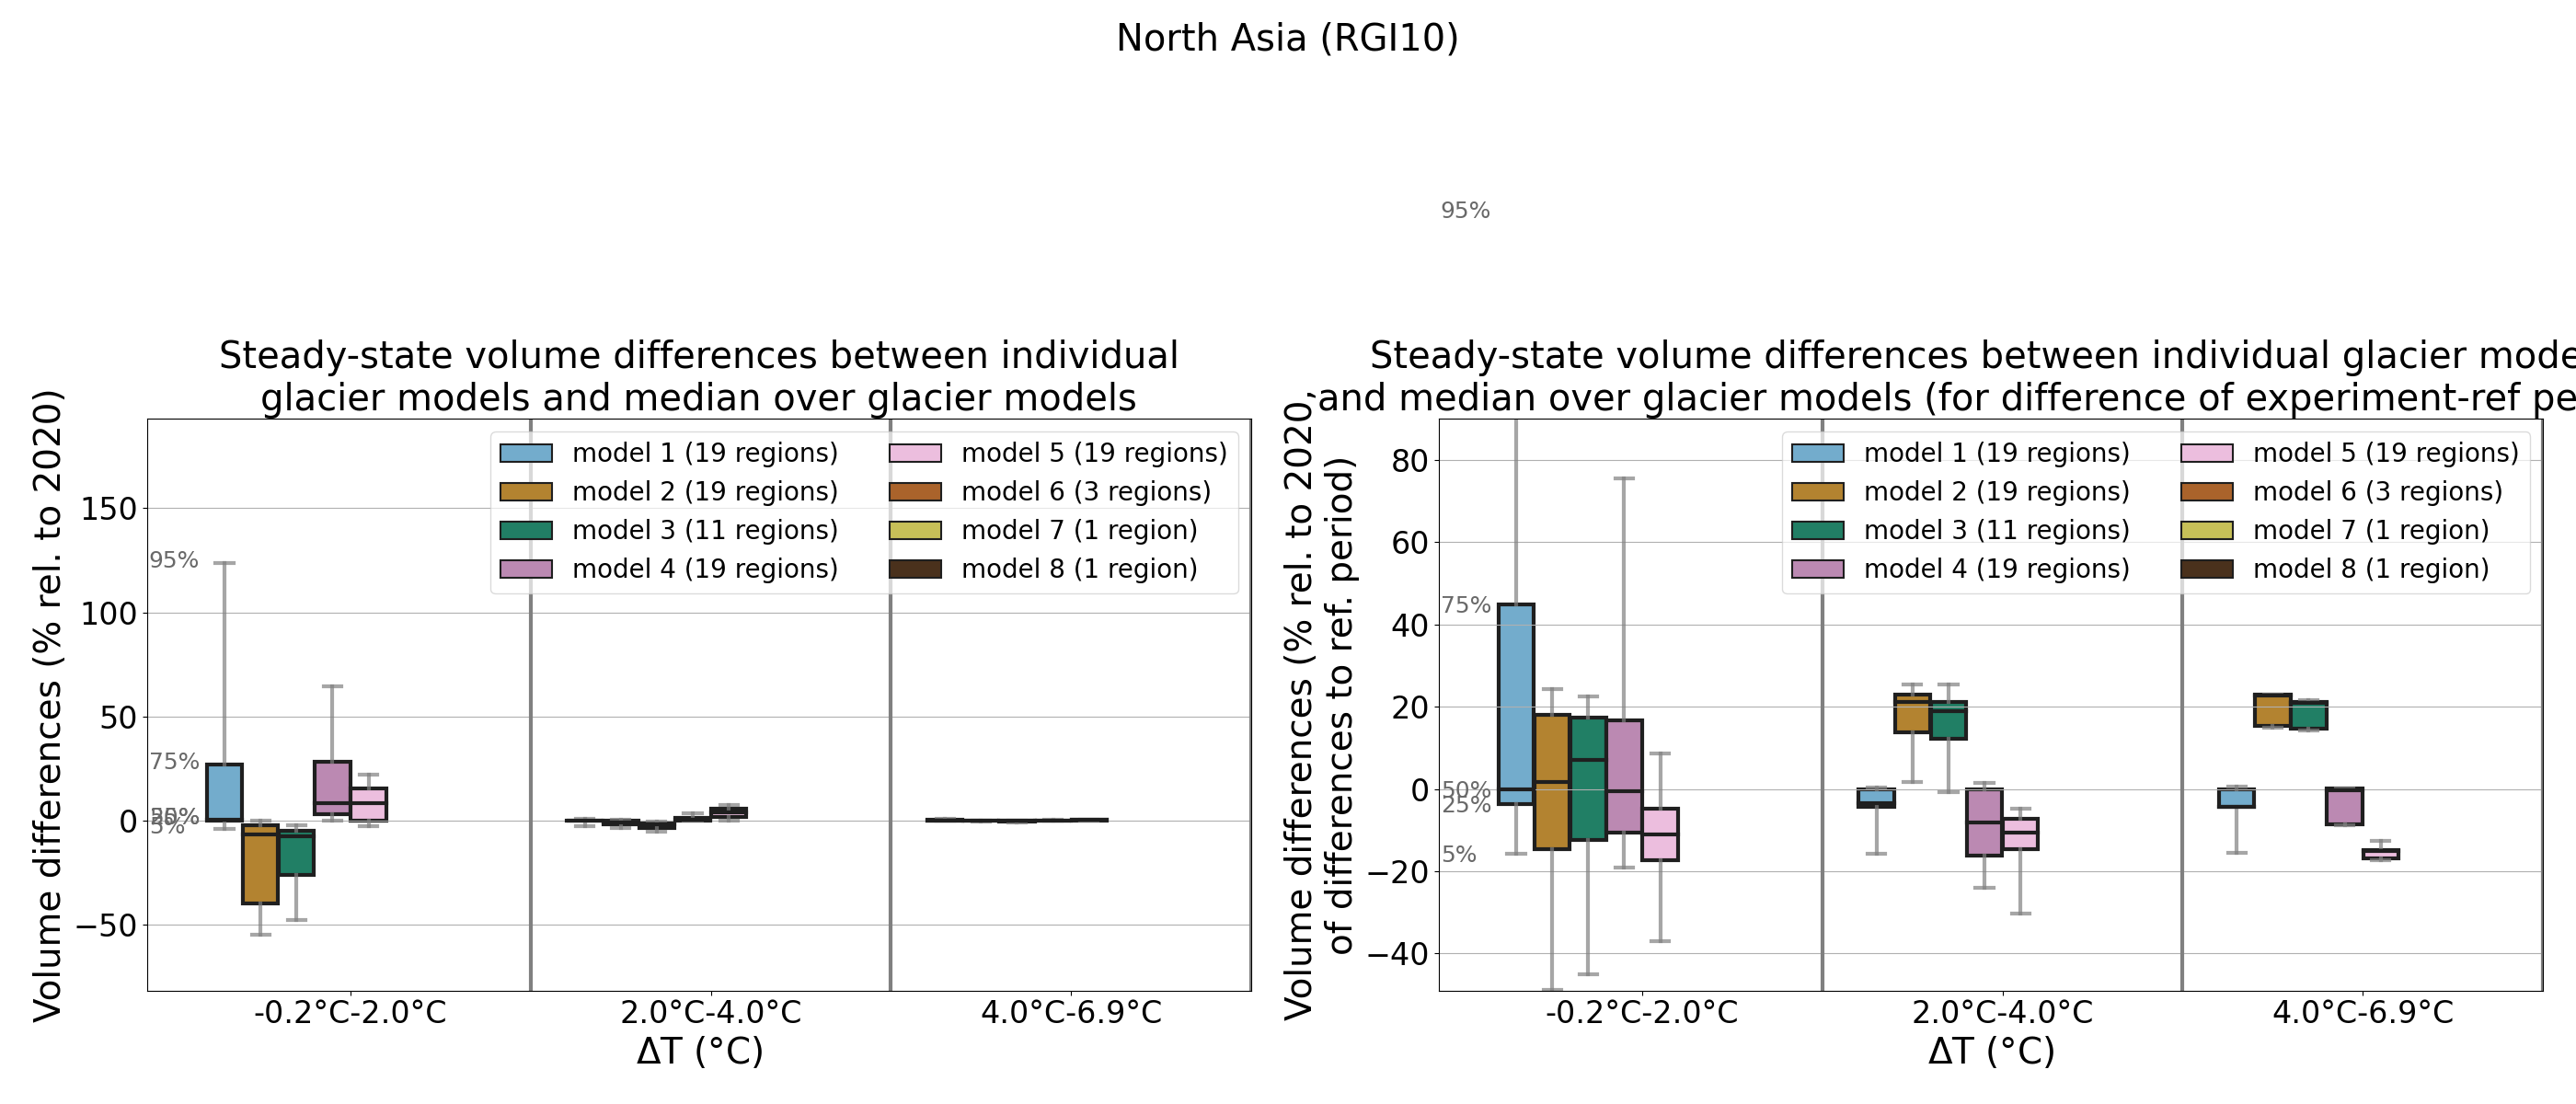 North Asia (RGI10)
Steady-state volume differences between individual
glacier models and median over glacier models
Volume differences (% rel. to 2020)
150
100
50
0
−50
95%
75%
50%
5%
model 1 (19 regions)
model 2 (19 regions)
model 3 (11 regions)
model 4 (19 regions)
model 5 (19 regions)
model 6 (3 regions)
model 7 (1 region)
model 8 (1 region)
-0.2°C-2.0°C
2.0°C-4.0°C
4.0°C-6.9°C
ΔT (°C)
95%
Steady-state volume differences between individual glacier mode
and median over glacier models (for difference of experiment-ref pe
Volume differences (% rel. to 2020,
of differences to ref. period)
80
60
40
20
0
−20
−40
75%
50%
25%
5%
model 1 (19 regions)
model 2 (19 regions)
model 3 (11 regions)
model 4 (19 regions)
model 5 (19 regions)
model 6 (3 regions)
model 7 (1 region)
model 8 (1 region)
-0.2°C-2.0°C
2.0°C-4.0°C
4.0°C-6.9°C
ΔT (°C)